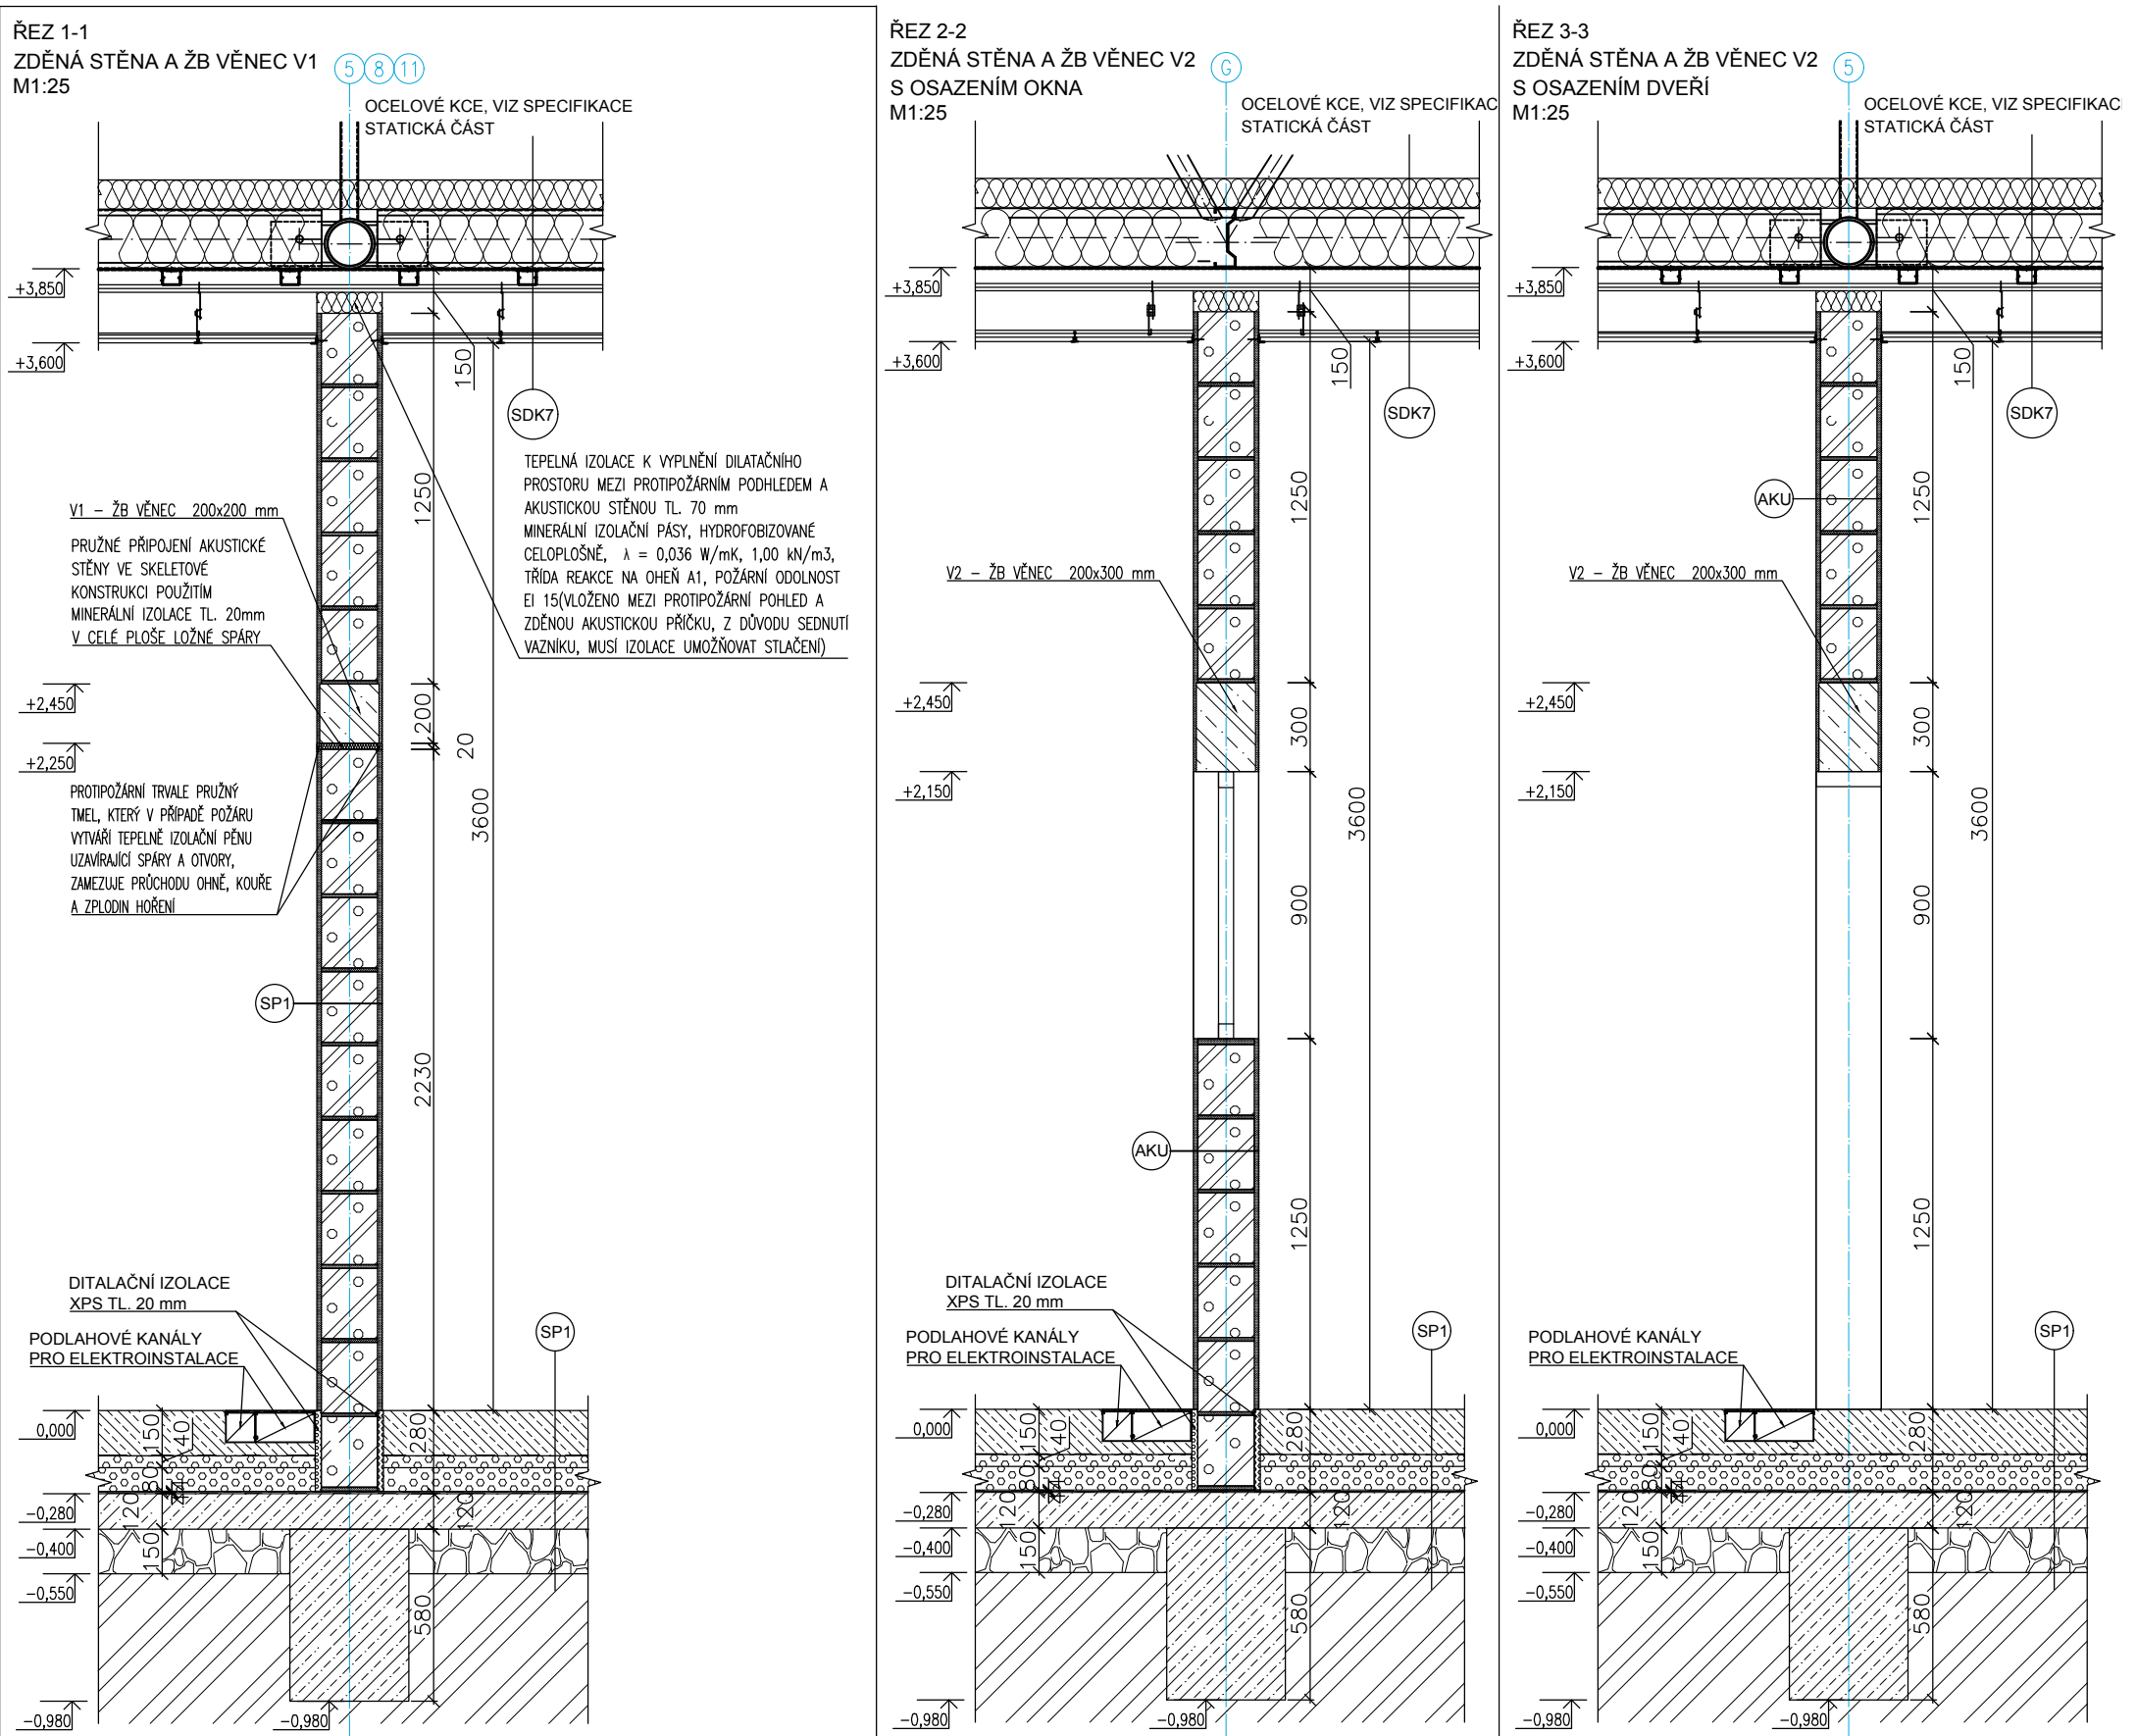 ŘEZ 1-1
ZDĚNÁ STĚNA A ŽB VĚNEC V1
M1:25
5
8
11
OCELOVÉ KCE, VIZ SPECIFIKACE
STATICKÁ ČÁST
+3,850
+3,600
150
SDK7
1250
TEPELNÁ IZOLACE K VYPLNĚNÍ DILATAČNÍHO
PROSTORU MEZI PROTIPOŽÁRNÍM PODHLEDEM A
AKUSTICKOU STĚNOU TL. 70 mm
MINERÁLNÍ IZOLAČNÍ PÁSY, HYDROFOBIZOVANÉ
CELOPLOŠNĚ, λ = 0,036 W/mK, 1,00 kN/m3,
TŘÍDA REAKCE NA OHEŇ A1, POŽÁRNÍ ODOLNOST
EI 15(VLOŽENO MEZI PROTIPOŽÁRNÍ POHLED A
ZDĚNOU AKUSTICKOU PŘÍČKU, Z DŮVODU SEDNUTÍ
VAZNÍKU, MUSÍ IZOLACE UMOŽŇOVAT STLAČENÍ)
V1 – ŽB VĚNEC 200x200 mm
PRUŽNÉ PŘIPOJENÍ AKUSTICKÉ
STĚNY VE SKELETOVÉ
KONSTRUKCI POUŽITÍM
MINERÁLNÍ IZOLACE TL. 20mm
V CELÉ PLOŠE LOŽNÉ SPÁRY
+2,450
200
20
+2,250
3600
PROTIPOŽÁRNÍ TRVALE PRUŽNÝ
TMEL, KTERÝ V PŘÍPADĚ POŽÁRU
VYTVÁŘÍ TEPELNĚ IZOLAČNÍ PĚNU
UZAVÍRAJÍCÍ SPÁRY A OTVORY,
ZAMEZUJE PRŮCHODU OHNĚ, KOUŘE
A ZPLODIN HOŘENÍ
SP1
2230
DITALAČNÍ IZOLACE
XPS TL. 20 mm
PODLAHOVÉ KANÁLY
PRO ELEKTROINSTALACE
SP1
0,000
150
40
280
80
–0,280
120
120
–0,400
150
–0,550
580
–0,980
–0,980
ŘEZ 2-2
ZDĚNÁ STĚNA A ŽB VĚNEC V2
S OSAZENÍM OKNA
M1:25
G
OCELOVÉ KCE, VIZ SPECIFIKAC
STATICKÁ ČÁST
+3,850
+3,600
150
SDK7
1250
V2 – ŽB VĚNEC 200x300 mm
+2,450
300
+2,150
3600
900
AKU
1250
DITALAČNÍ IZOLACE
XPS TL. 20 mm
PODLAHOVÉ KANÁLY
PRO ELEKTROINSTALACE
SP1
0,000
150
40
280
80
–0,280
120
120
–0,400
150
–0,550
580
–0,980
–0,980
ŘEZ 3-3
ZDĚNÁ STĚNA A ŽB VĚNEC V2
S OSAZENÍM DVEŘÍ
M1:25
5
OCELOVÉ KCE, VIZ SPECIFIKAC
STATICKÁ ČÁST
+3,850
+3,600
150
SDK7
AKU
1250
V2 – ŽB VĚNEC 200x300 mm
+2,450
300
+2,150
3600
900
1250
PODLAHOVÉ KANÁLY
PRO ELEKTROINSTALACE
SP1
0,000
150
40
280
80
–0,280
120
120
–0,400
150
–0,550
580
–0,980
–0,980